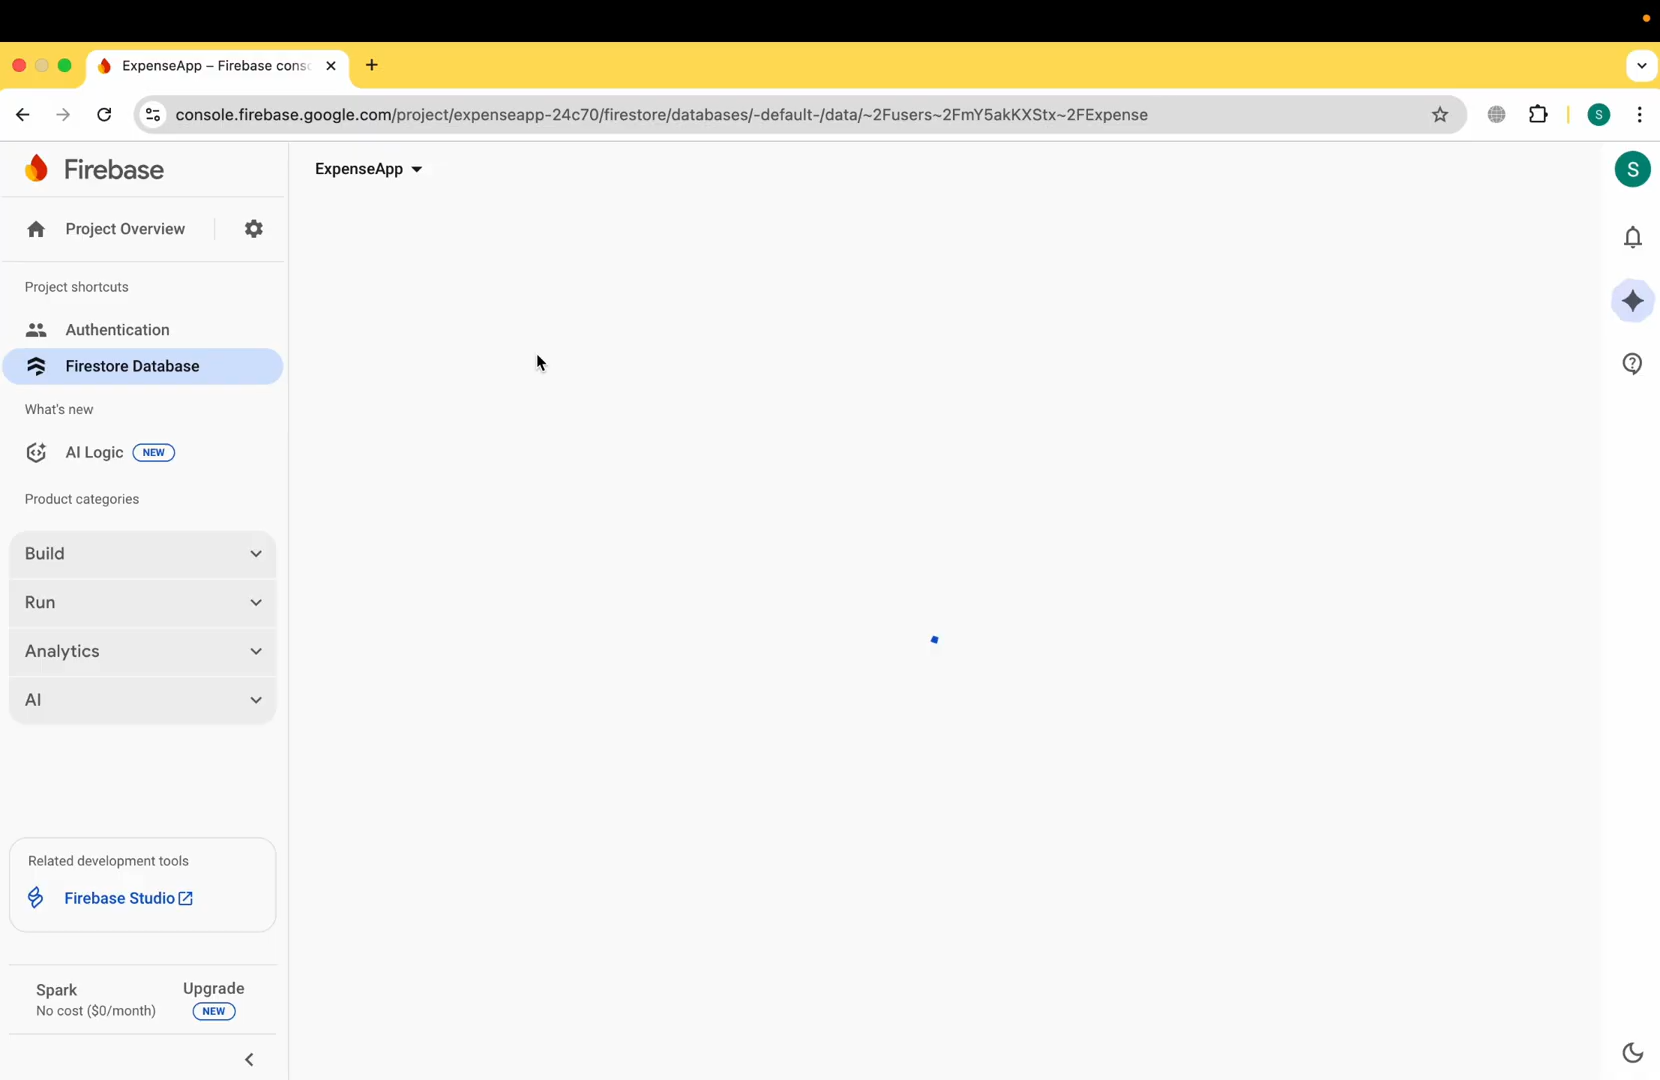 ExpenseApp – Firebase conso
console.firebase.google.com/project/expenseapp-24c70/firestore/databases/-default-/data/~2Fusers~2FmY5akKXStx~2FExpense
S
Firebase
ExpenseApp
S
Project Overview
Project shortcuts
Authentication
Firestore Database
What's new
AI Logic NEW
Product categories
Build
Run
Analytics
AI
Related development tools
Firebase Studio
Spark
No cost ($0/month)
Upgrade
NEW